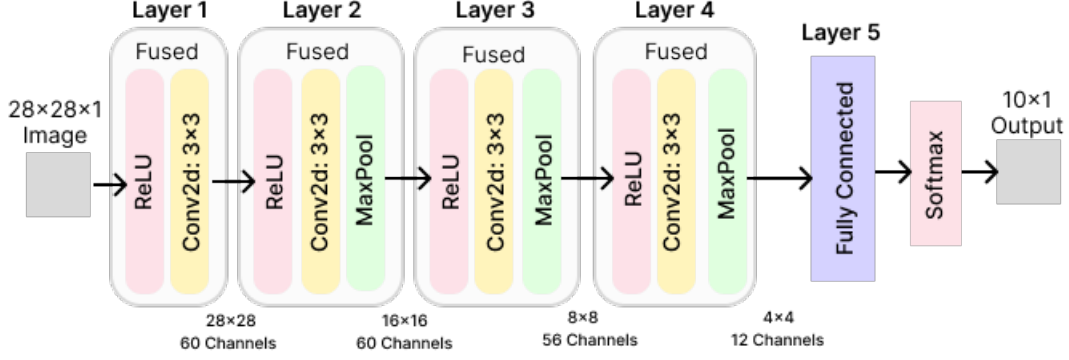 Layer 1
Layer 2
Layer 3
Layer 4
Layer 5
28×28×1
Image
Fused
ReLU
Conv2d: 3×3
Fused
ReLU
Conv2d: 3×3
MaxPool
Fused
ReLU
Conv2d: 3×3
MaxPool
Fused
ReLU
Conv2d: 3×3
MaxPool
Fully Connected
Softmax
10×1
Output
28×28
60 Channels
16×16
60 Channels
8×8
56 Channels
4×4
12 Channels